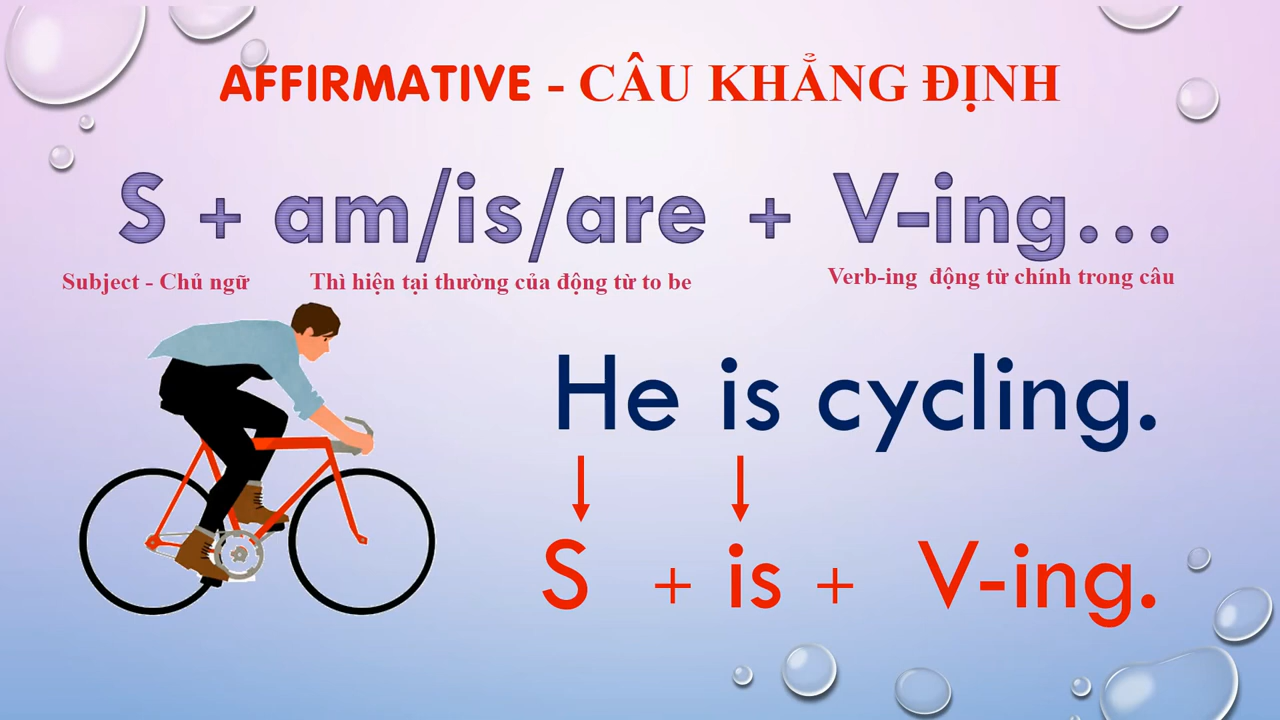 AFFIRMATIVE - CÂU KHẲNG ĐỊNH
S + am/is/are + V-ing...
Subject - Chủ ngữ Thì hiện tại thường của động từ to be Verb-ing động từ chính trong câu
He is cycling.
S + is + V-ing.